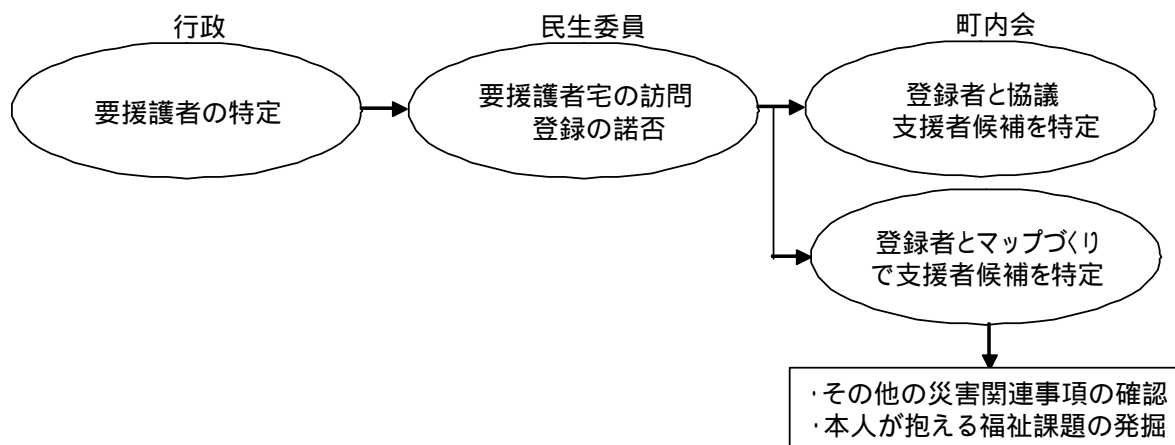 行政
民生委員
町内会
要援護者の特定
要援護者宅の訪問
登録の諾否
登録者と協議
支援者候補を特定
登録者とマップづくり
で支援者候補を特定
・その他の災害関連事項の確認
・本人が抱える福祉課題の発掘